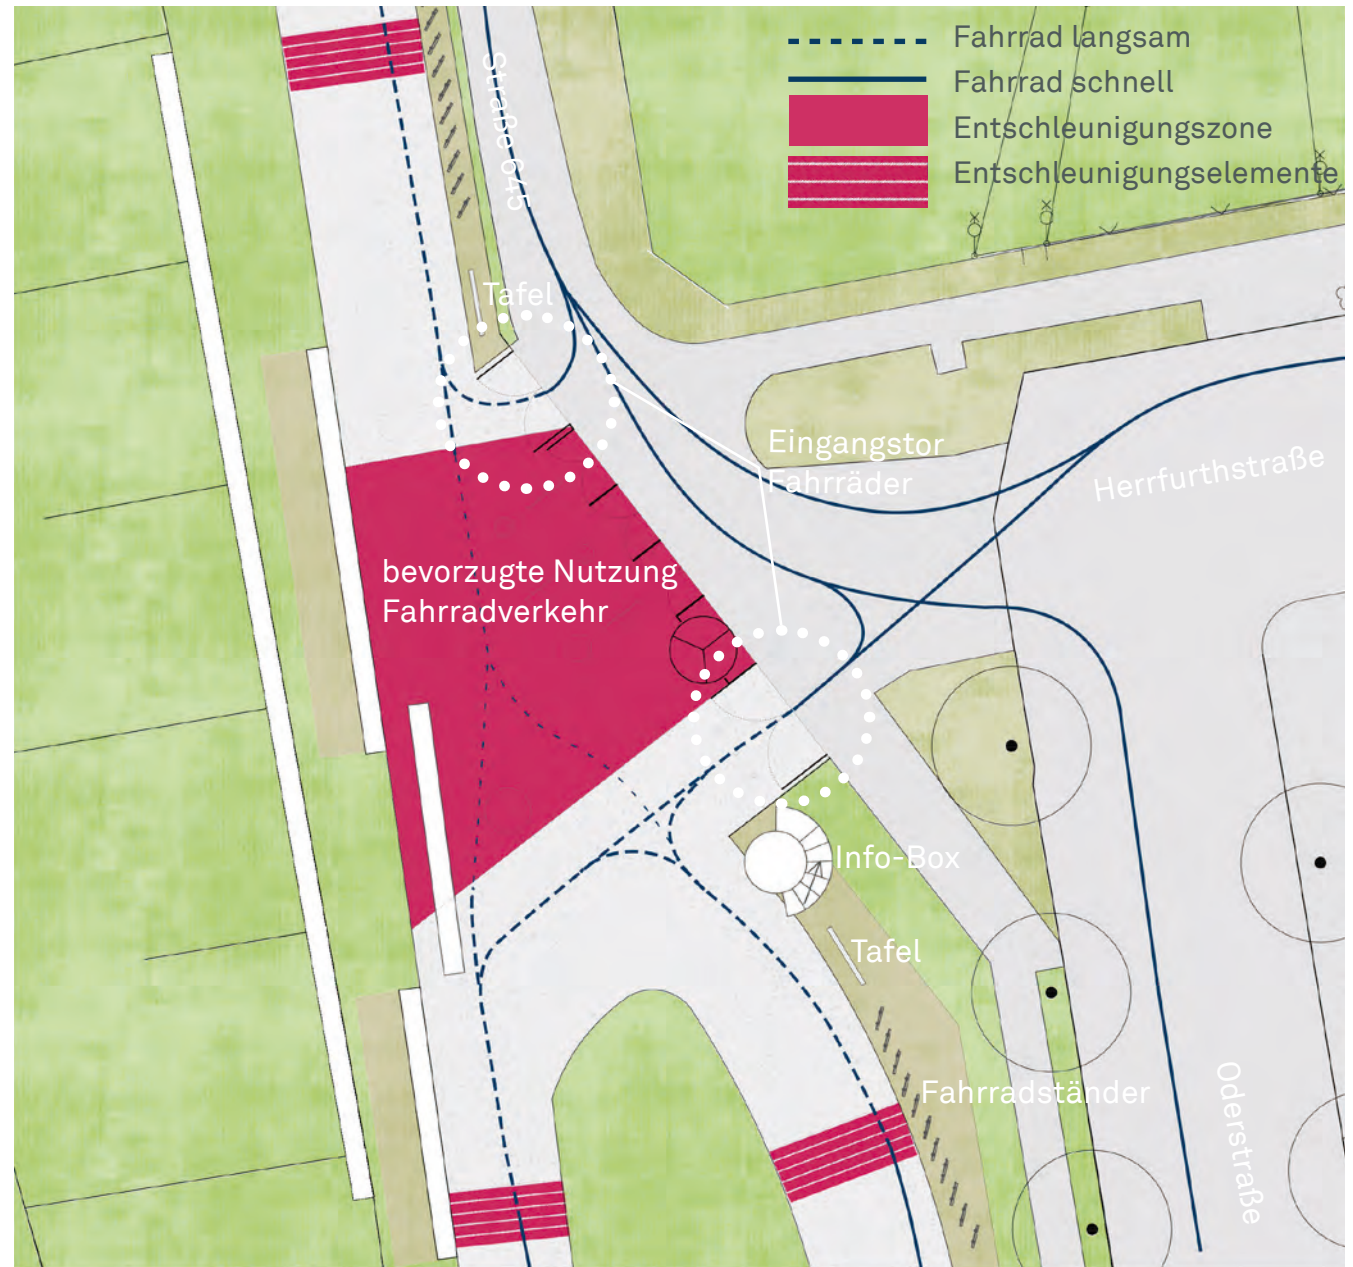 Fahrrad langsam
Fahrrad schnell
Entschleunigungszone
Entschleunigungselemente
Straße 645
Tafel
Eingangstor
Fahrräder
Herrfurthstraße
bevorzugte Nutzung
Fahrradverkehr
Info-Box
Tafel
Fahrradständer
Oderstraße